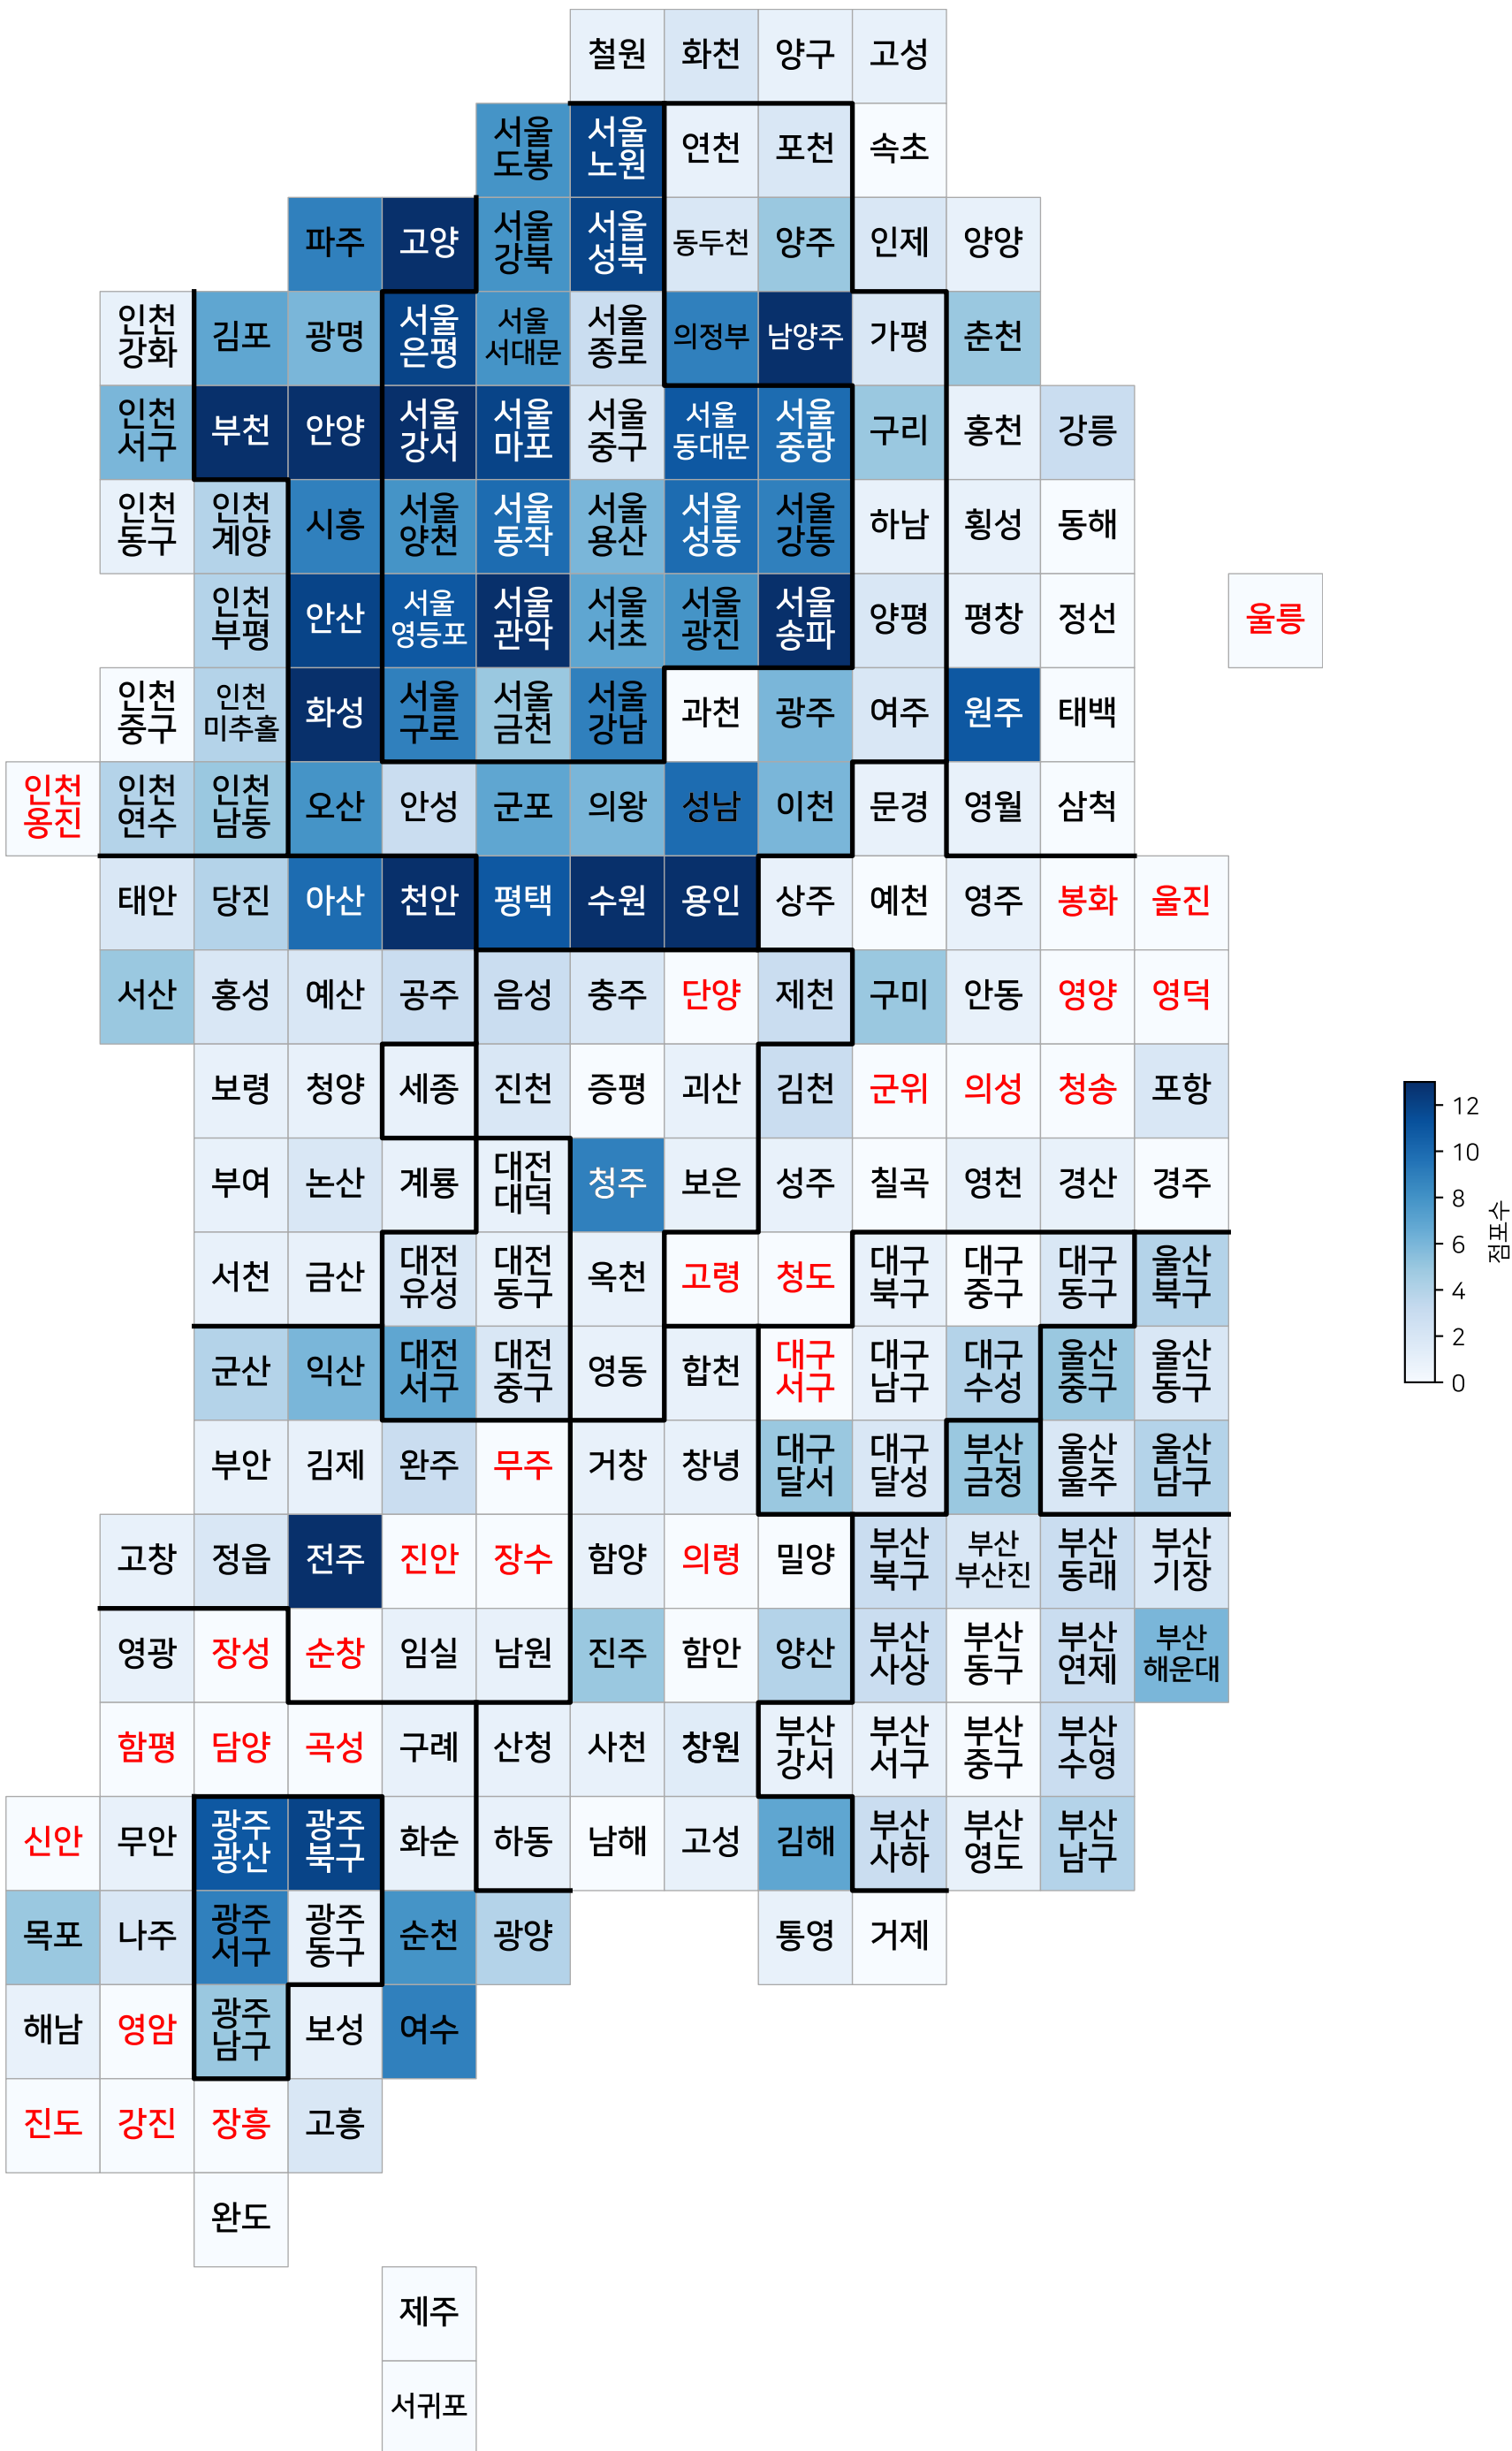 철원 화천 양구 고성
서울 도봉 서울 노원 연천 포천 속초
파주 고양 서울 강북 서울 성북 동두천 양주 인제 양양
인천 강화 김포 광명 서울 은평 서울 서대문 서울 종로 의정부 남양주 가평 춘천
인천 서구 부천 안양 서울 강서 서울 마포 서울 중구 서울 동대문 서울 중랑 구리 홍천 강릉
인천 동구 인천 계양 시흥 서울 양천 서울 동작 서울 용산 서울 성동 서울 강동 하남 횡성 동해
인천 부평 안산 서울 영등포 서울 관악 서울 서초 서울 광진 서울 송파 양평 평창 정선 울릉
인천 중구 인천 미추홀 화성 서울 구로 서울 금천 서울 강남 과천 광주 여주 원주 태백
인천 옹진 인천 연수 인천 남동 오산 안성 군포 의왕 성남 이천 문경 영월 삼척
태안 당진 아산 천안 평택 수원 용인 상주 예천 영주 봉화 울진
서산 홍성 예산 공주 음성 충주 단양 제천 구미 안동 영양 영덕
보령 청양 세종 진천 증평 괴산 김천 군위 의성 청송 포항
부여 논산 계룡 대전 대덕 청주 보은 성주 칠곡 영천 경산 경주
서천 금산 대전 유성 대전 동구 옥천 고령 청도 대구 북구 대구 중구 대구 동구 울산 북구
군산 익산 대전 서구 대전 중구 영동 합천 대구 서구 대구 남구 대구 수성 울산 중구 울산 동구
부안 김제 완주 무주 거창 창녕 대구 달서 대구 달성 부산 금정 울산 울주 울산 남구
고창 정읍 전주 진안 장수 함양 의령 밀양 부산 북구 부산 부산진 부산 동래 부산 기장
영광 장성 순창 임실 남원 진주 함안 양산 부산 사상 부산 동구 부산 연제 부산 해운대
함평 담양 곡성 구례 산청 사천 창원 부산 강서 부산 서구 부산 중구 부산 수영
신안 무안 광주 광산 광주 북구 화순 하동 남해 고성 김해 부산 사하 부산 영도 부산 남구
목포 나주 광주 서구 광주 동구 순천 광양 통영 거제
해남 영암 광주 남구 보성 여수
진도 강진 장흥 고흥
완도
제주
서귀포
12
10
8
6
4
2
0
점포수